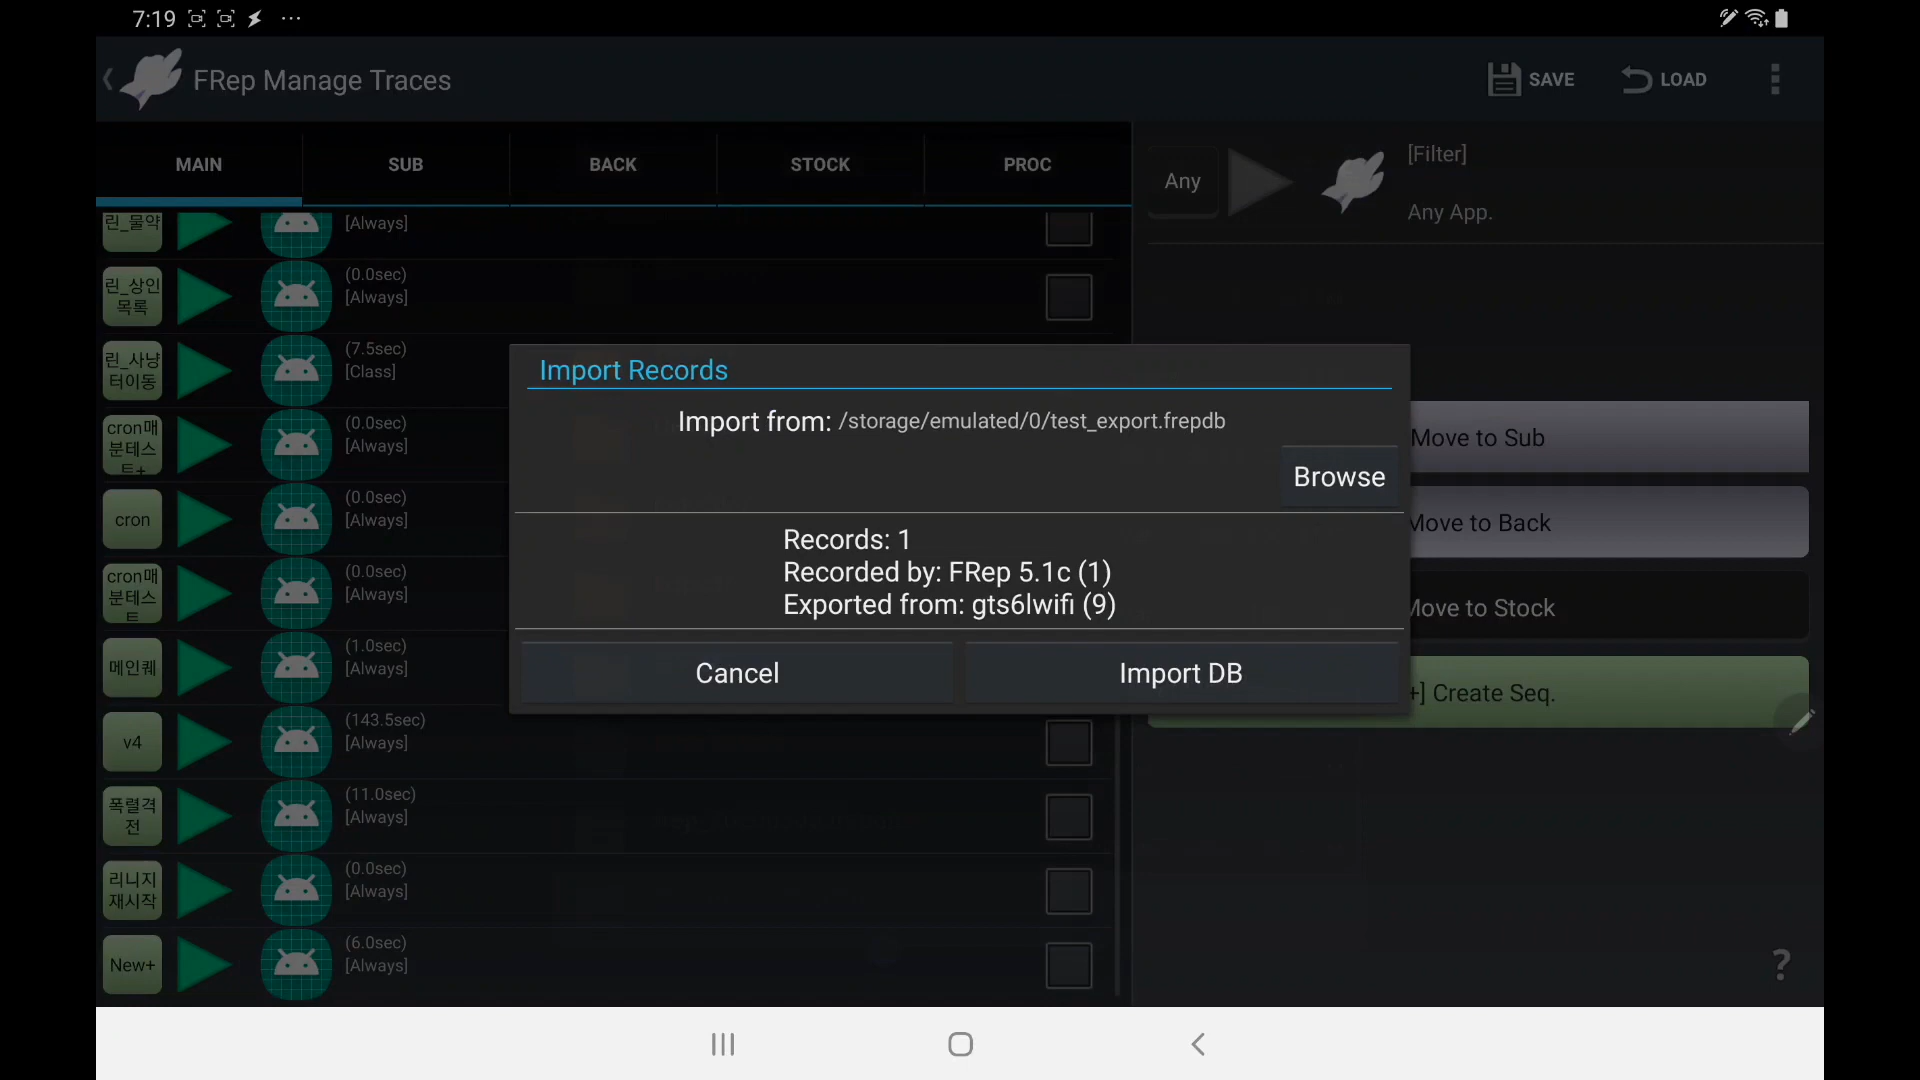 7:19
FRep Manage Traces
SAVE
LOAD
MAIN
SUB
BACK
STOCK
PROC
Any
[Filter]
Any App.
린_물약
[Always]
린_상인
목록
(0.0sec)
[Always]
린_사냥
터이동
(7.5sec)
[Class]
cron매
분테스
트+
(0.0sec)
[Always]
cron
(0.0sec)
[Always]
cron매
분테스
트
(0.0sec)
[Always]
메인퀘
(1.0sec)
[Always]
v4
(143.5sec)
[Always]
폭렬격
전
(11.0sec)
[Always]
리니지
재시작
(0.0sec)
[Always]
New+
(6.0sec)
[Always]
Import Records
Import from: /storage/emulated/0/test_export.frepdb
Browse
Records: 1
Recorded by: FRep 5.1c (1)
Exported from: gts6lwifi (9)
Cancel
Import DB
Move to Sub
Move to Back
Move to Stock
+] Create Seq.
?